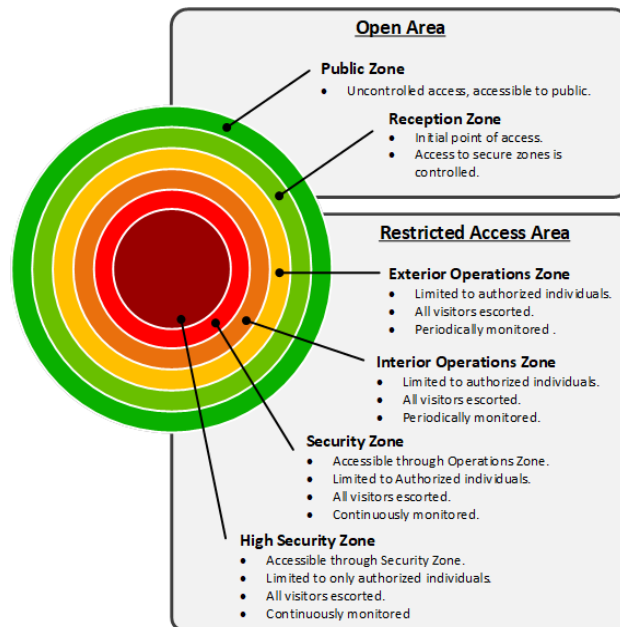 Open Area
Public Zone
• Uncontrolled access, accessible to public.
Reception Zone
• Initial point of access.
• Access to secure zones is
controlled.
Restricted Access Area
Exterior Operations Zone
• Limited to authorized individuals.
• All visitors escorted.
• Periodically monitored .
Interior Operations Zone
• Limited to authorized individuals.
• All visitors escorted.
• Periodically monitored.
Security Zone
• Accessible through Operations Zone.
• Limited to Authorized individuals.
• All visitors escorted.
• Continuously monitored.
High Security Zone
• Accessible through Security Zone.
• Limited to only authorized individuals.
• All visitors escorted.
• Continuously monitored